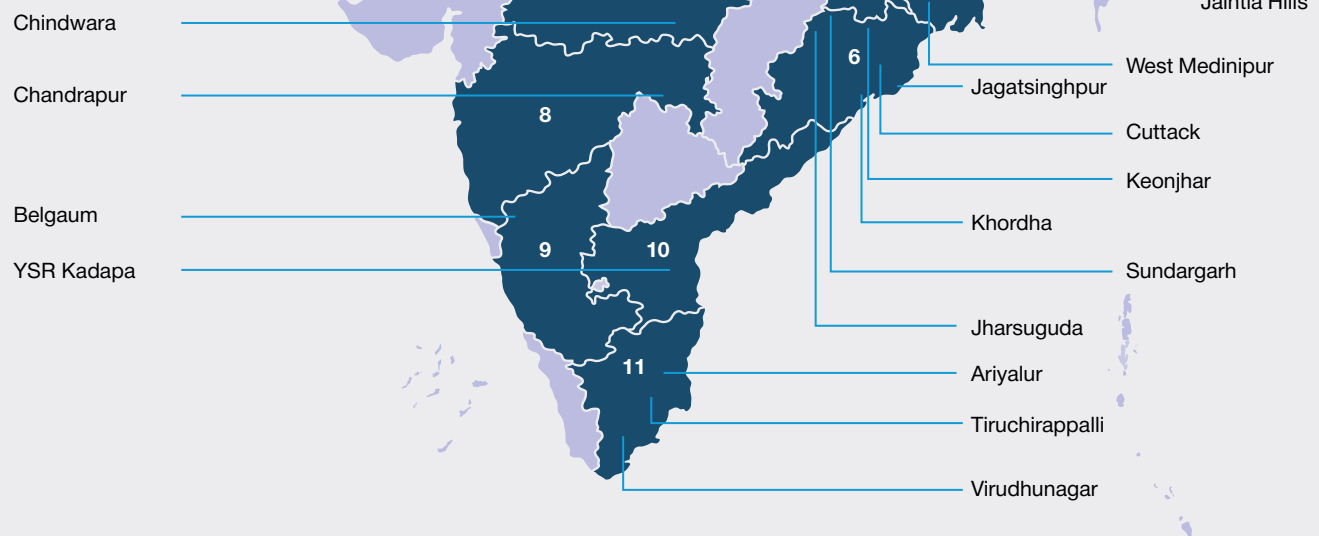 Jaintia Hills
Chindwara
6
West Medinipur
Jagatsinghpur
Chandrapur
8
Cuttack
Keonjhar
Belgaum
Khordha
9
10
YSR Kadapa
Sundargarh
Jharsuguda
11
Ariyalur
Tiruchirappalli
Virudhunagar